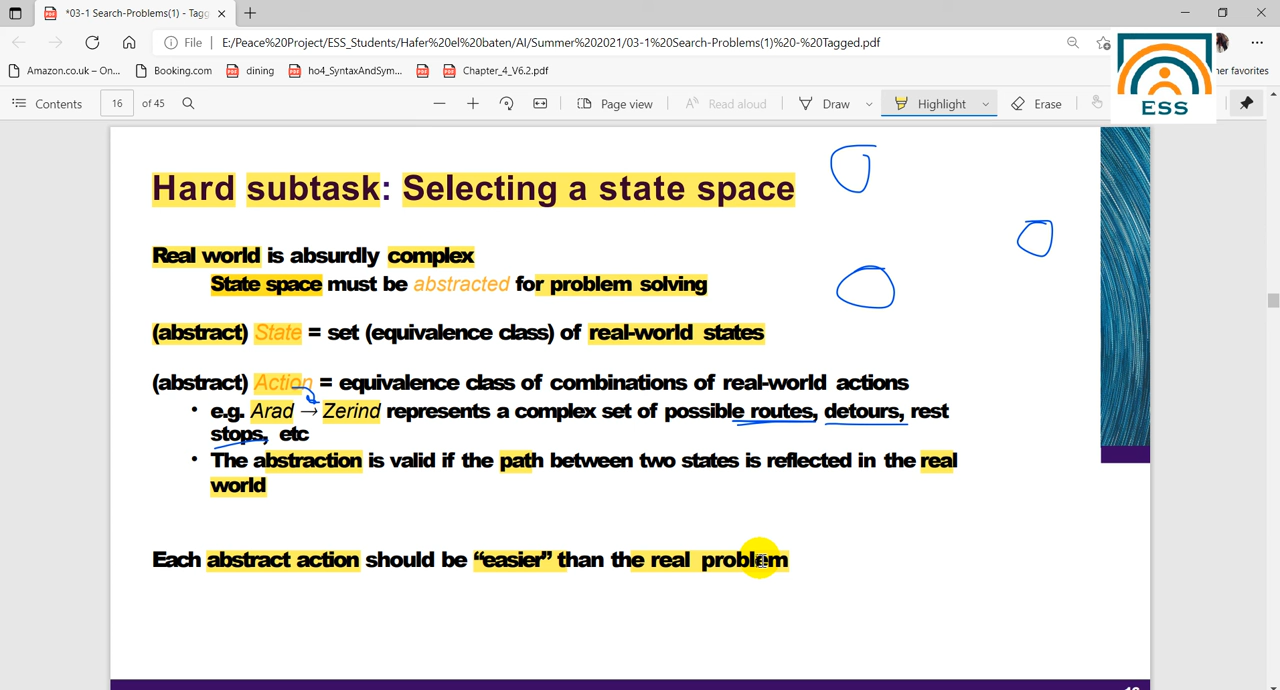 *03-1 Search-Problems(1) - Tagg
File
E:/Peace%20Project/ESS_Students/Hafer%20el%20baten/AI/Summer%202021/03-1%20Search-Problems(1)%20-%20Tagged.pdf
Amazon.co.uk – On...
Booking.com
dining
ho4_SyntaxAndSym...
Chapter_4_V6.2.pdf
her favorites
Contents
16 of 45
Page view
Read aloud
Draw
Highlight
Erase
ESS
Hard subtask: Selecting a state space
Real world is absurdly complex
State space must be abstracted for problem solving
(abstract) State = set (equivalence class) of real-world states
(abstract) Action = equivalence class of combinations of real-world actions
• e.g. Arad → Zerind represents a complex set of possible routes, detours, rest
stops, etc
• The abstraction is valid if the path between two states is reflected in the real
world
Each abstract action should be “easier” than the real problem